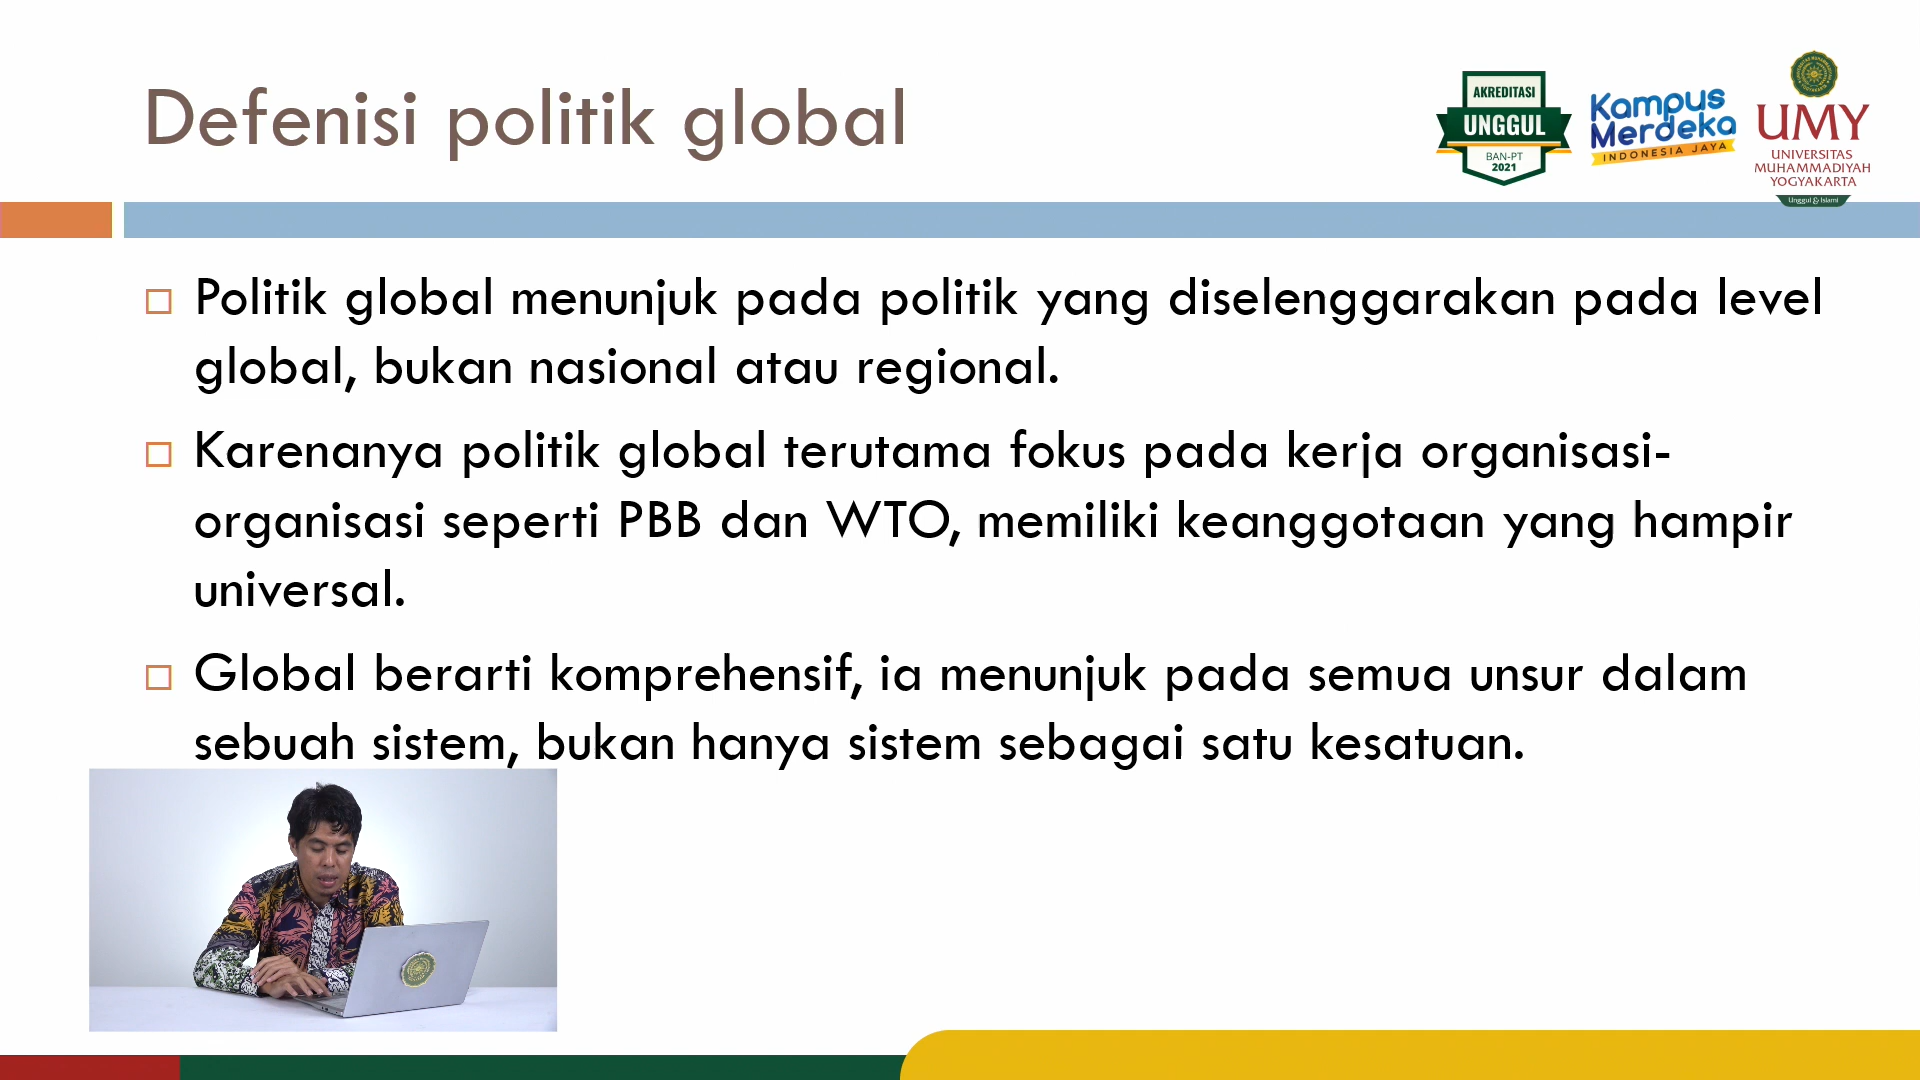 Defenisi politik global
AKREDITASI
UNGGUL
BAN-PT
2021
Kampus
Merdeka
INDONESIA JAYA
UMY
UNIVERSITAS
MUHAMMADIYAH
YOGYAKARTA
Unggul & Islami
Politik global menunjuk pada politik yang diselenggarakan pada level
global, bukan nasional atau regional.
Karenanya politik global terutama fokus pada kerja organisasi-
organisasi seperti PBB dan WTO, memiliki keanggotaan yang hampir
universal.
Global berarti komprehensif, ia menunjuk pada semua unsur dalam
sebuah sistem, bukan hanya sistem sebagai satu kesatuan.